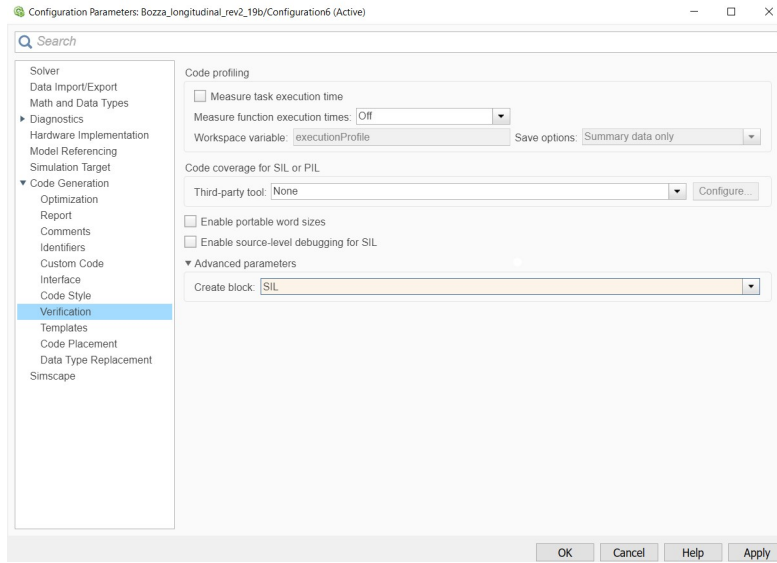 Configuration Parameters: Bozza_longitudinal_rev2_19b/Configuration6 (Active)
Search
Solver
Data Import/Export
Math and Data Types
Diagnostics
Hardware Implementation
Model Referencing
Simulation Target
Code Generation
Optimization
Report
Comments
Identifiers
Custom Code
Interface
Code Style
Verification
Templates
Code Placement
Data Type Replacement
Simscape
Code profiling
Measure task execution time
Measure function execution times: Off
Workspace variable: executionProfile Save options: Summary data only
Code coverage for SIL or PIL
Third-party tool: None Configure...
Enable portable word sizes
Enable source-level debugging for SIL
Advanced parameters
Create block: SIL
OK Cancel Help Apply